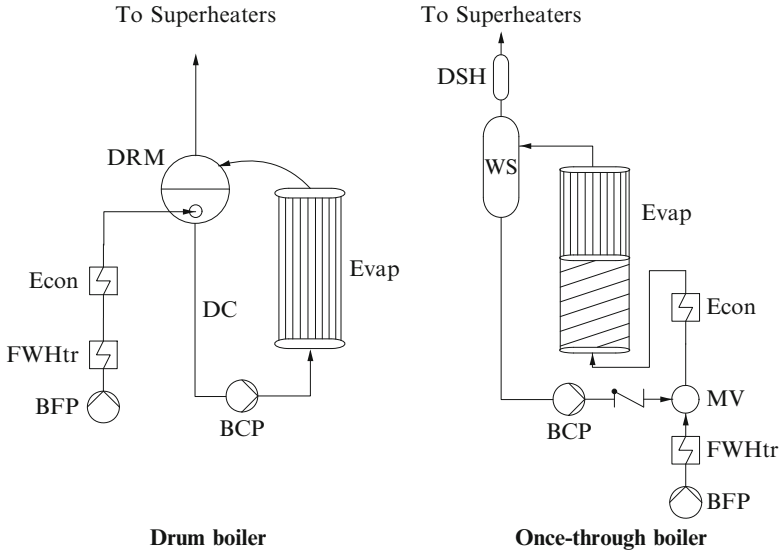 To Superheaters
DRM
Econ
FWHtr
BFP
DC
Evap
BCP
Drum boiler
To Superheaters
DSH
WS
Evap
Econ
BCP
MV
FWHtr
BFP
Once-through boiler